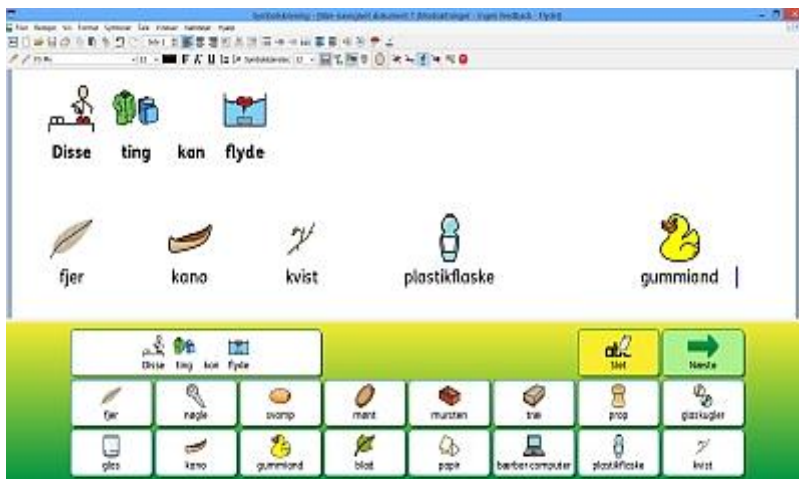 Disse ting kan flyde
fjer kano kvist plastikflaske gummiand
Disse ting kan flyde
Slet Næste
fjer nøgle svamp mønt mursten træ prop glaskugler
glas kano gummiand blad papir bærbar computer plastikflaske kvist